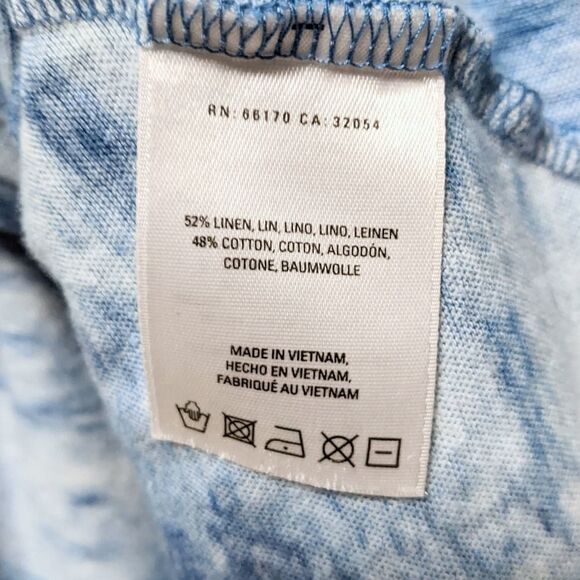 RN: 66170 CA: 32054
52% LINEN, LIN, LINO, LINO, LEINEN
48% COTTON, COTON, ALGODÓN,
COTONE, BAUMWOLLE
MADE IN VIETNAM,
HECHO EN VIETNAM,
FABRIQUÉ AU VIETNAM